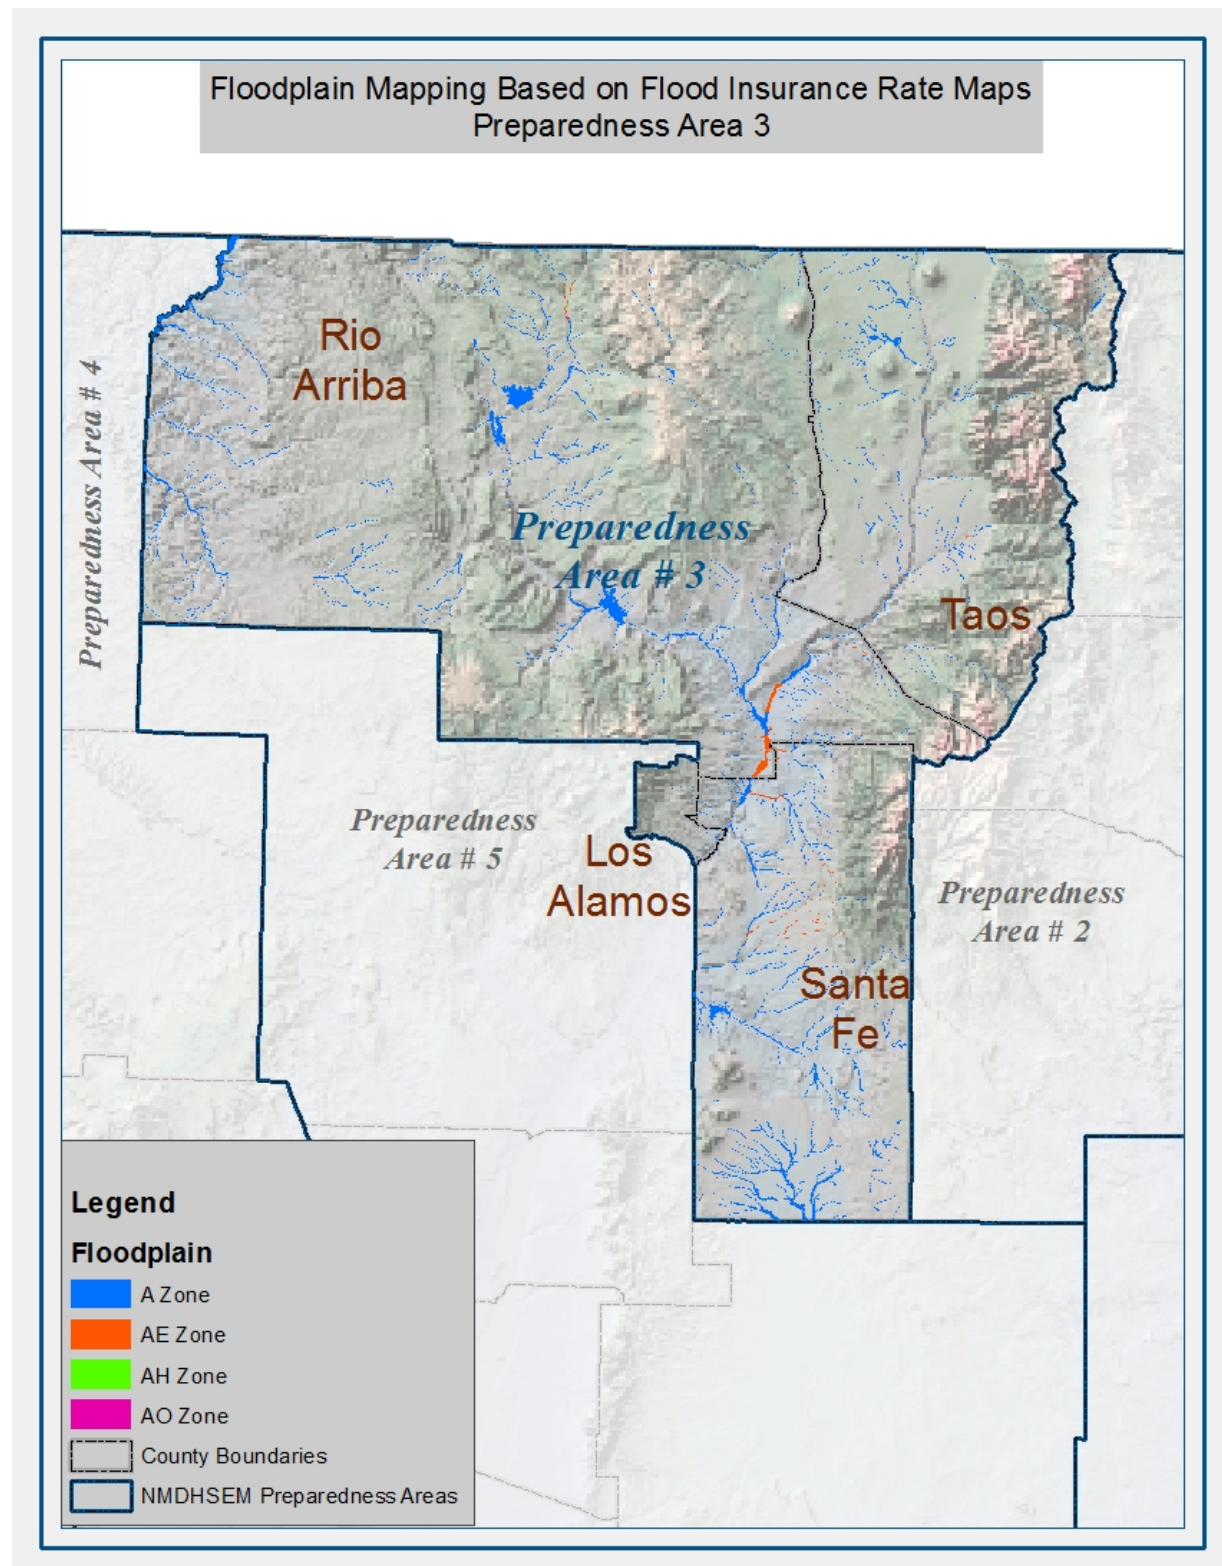 Floodplain Mapping Based on Flood Insurance Rate Maps
Preparedness Area 3
Rio
Arriba
Preparedness Area # 4
Preparedness
Area # 3
Taos
Preparedness
Area # 5
Los
Alamos
Preparedness
Area # 2
Santa
Fe
Legend
Floodplain
A Zone
AE Zone
AH Zone
AO Zone
County Boundaries
NMDHSEM Preparedness Areas